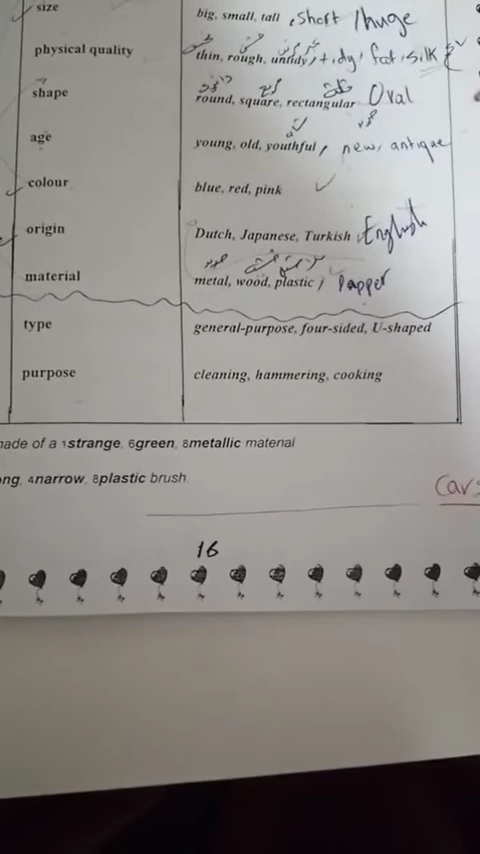 size big, small, tall, short / huge
physical quality thin, rough, untidy, tidy, fat, silk
shape round, square, rectangular Oval
age young, old, youthful, new, antique
colour blue, red, pink
origin Dutch, Japanese, Turkish, English
material metal, wood, plastic / Papper
type general-purpose, four-sided, U-shaped
purpose cleaning, hammering, cooking
made of a 1strange, 6green, 8metallic material
ng, 4narrow, 8plastic brush
Cars
16